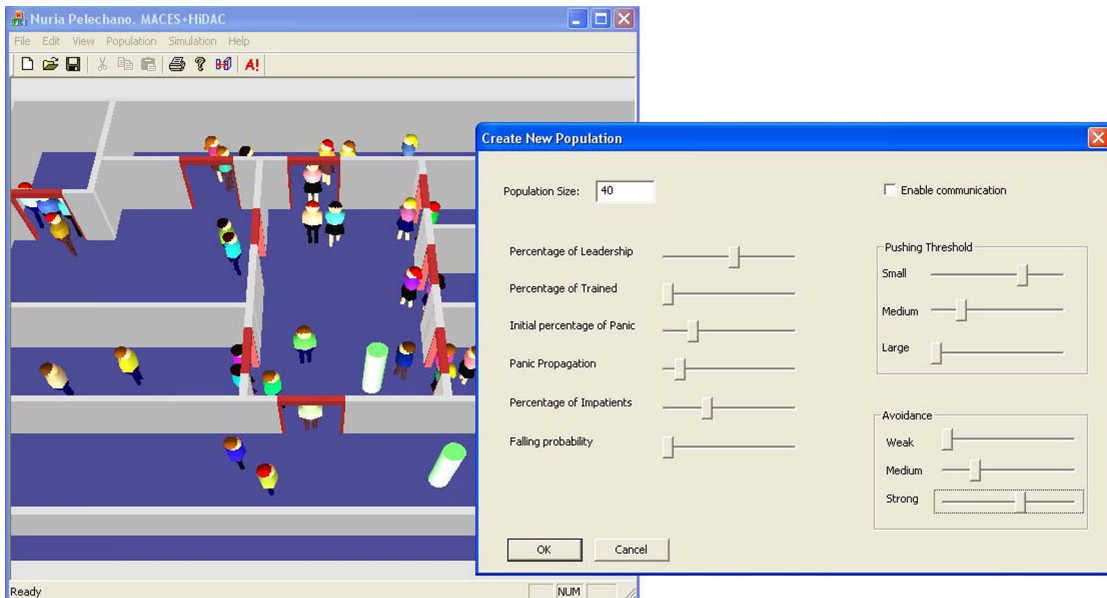 Nuria Pelechano. MACES+HiDAC
File Edit View Population Simulation Help
A!
Create New Population
Population Size: 40
Enable communication
Percentage of Leadership
Percentage of Trained
Initial percentage of Panic
Panic Propagation
Percentage of Impatients
Falling probability
Pushing Threshold
Small
Medium
Large
Avoidance
Weak
Medium
Strong
OK Cancel
Ready NUM